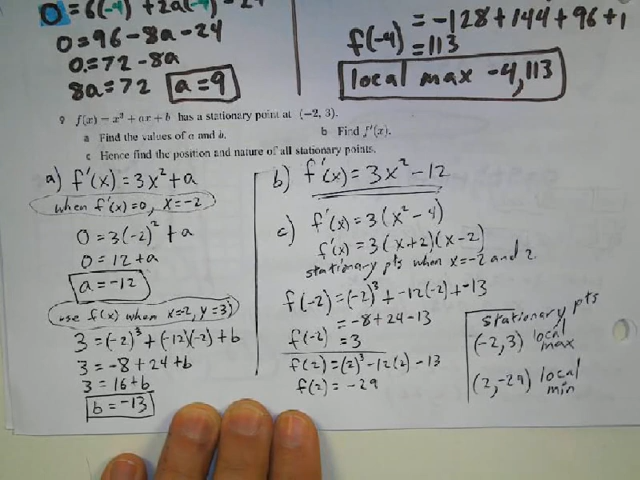 0=6(-4) +2a(-4) -24
0=96-8a-24
0=72-8a
8a=72 a=9
=-128+144+96+1
f(-4)=113
local max -4,113
9 f(x) = x³ + ax + b has a stationary point at (-2, 3).
a Find the values of a and b. b Find f'(x).
c Hence find the position and nature of all stationary points.
a) f'(x)=3x²+a
when f'(x)=0, x=-2
0=3(-2)²+a
0=12+a
a=-12
use f(x) when x=-2, y=3
3=(-2)³+(-12)(-2)+b
3=-8+24+b
3=16+b
b=-13
b) f'(x)=3x²-12
c) f'(x)=3(x²-4)
f'(x)=3(x+2)(x-2)
stationary pts when x=-2 and 2.
f(-2)=(-2)³+-12(-2)+-13
=-8+24-13
f(-2)=3
f(2)=(2)³-12(2)-13
f(2)=-29
stationary pts
(-2,3) local
max
(2,-29) local
min